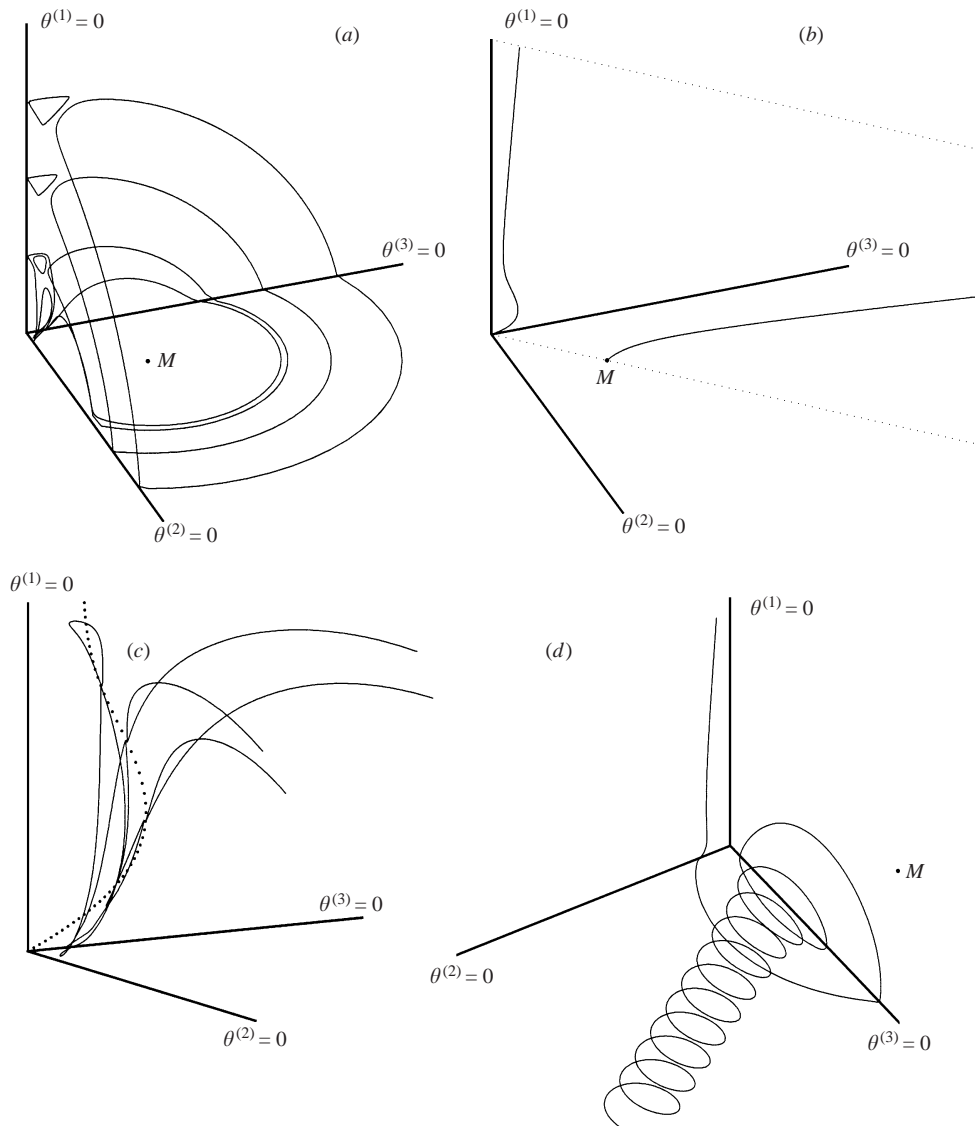 θ(1) = 0
(a)
θ(3) = 0
M
θ(2) = 0
θ(1) = 0
(b)
θ(3) = 0
M
θ(2) = 0
θ(1) = 0
(c)
θ(3) = 0
θ(2) = 0
(d)
θ(1) = 0
M
θ(2) = 0
θ(3) = 0